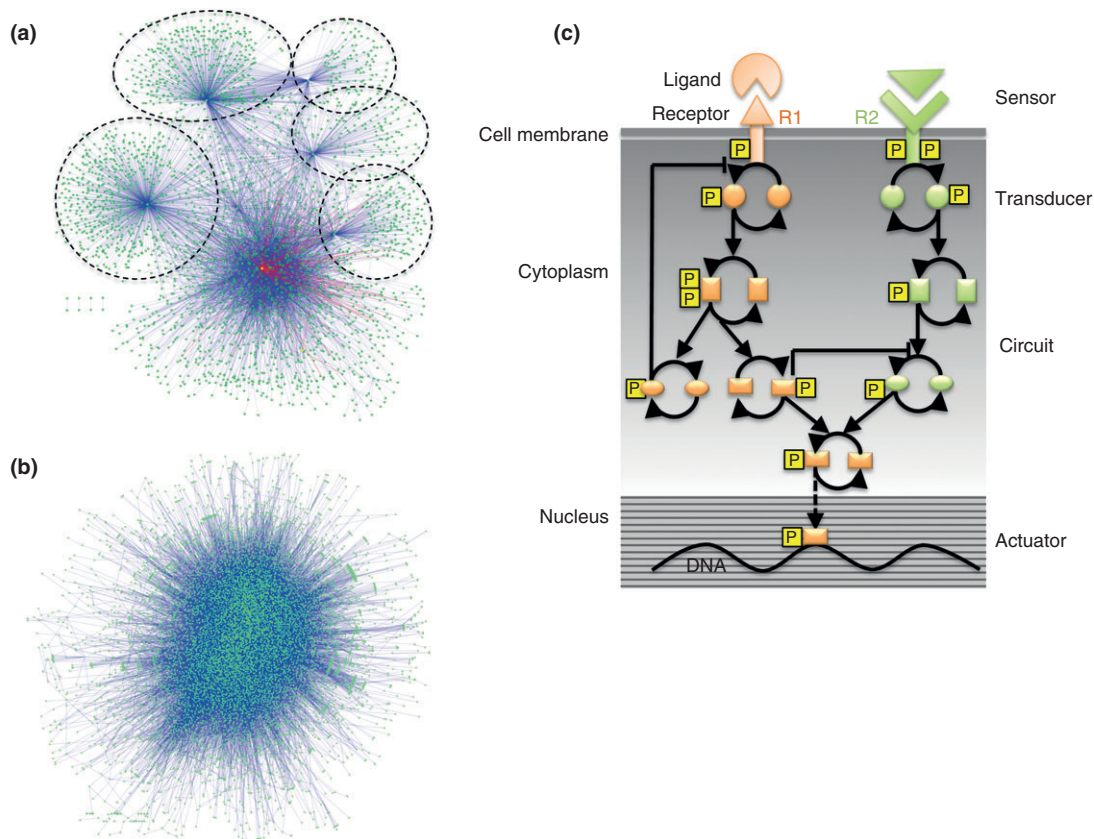 (a)
(b)
(c)
Ligand
Receptor
R1
R2
Sensor
Cell membrane
P
P
P
P
P
Transducer
Cytoplasm
P
P
P
Circuit
P
P
P
P
Nucleus
P
Actuator
DNA